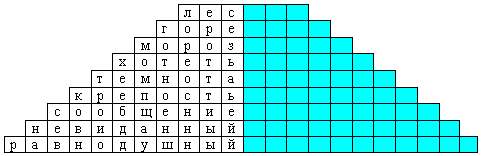 лес
горе
мороз
хотеть
темнота
крепость
сообщение
невиданный
равнодушный